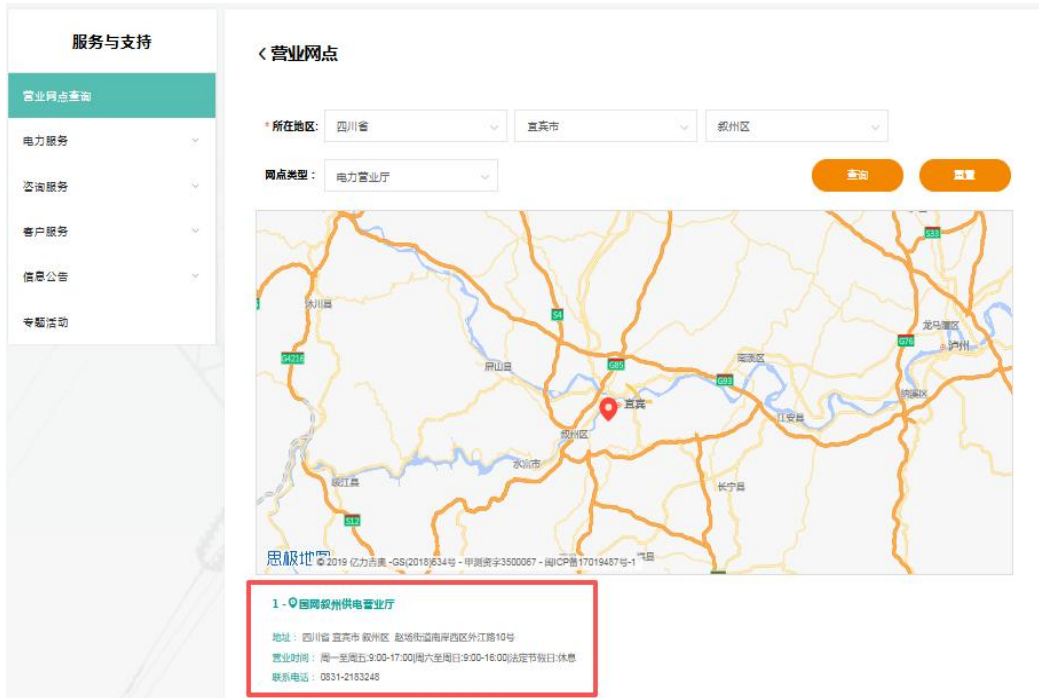 服务与支持
营业网点查询
电力服务
咨询服务
客户服务
信息公告
专题活动
< 营业网点
* 所在地区: 四川省 宜宾市 叙州区
网点类型： 电力营业厅 查询 重置
S33
沐川县
S4
龙马潭区
G76
泸州
G4216
屏山县
G85
南溪区
G93
纳溪区
宜宾
江安县
叙州区
水富市
绥江县
长宁县
S12
思极地图
© 2019 亿力吉奥 -GS(2018)634号 - 甲测资字3500067 - 闽ICP备17019487号-1
1 - 国网叙州供电营业厅
地址： 四川省 宜宾市 叙州区 赵场街道南岸西区外江路10号
营业时间： 周一至周五:9:00-17:00|周六至周日:9:00-16:00|法定节假日:休息
联系电话： 0831-2183248